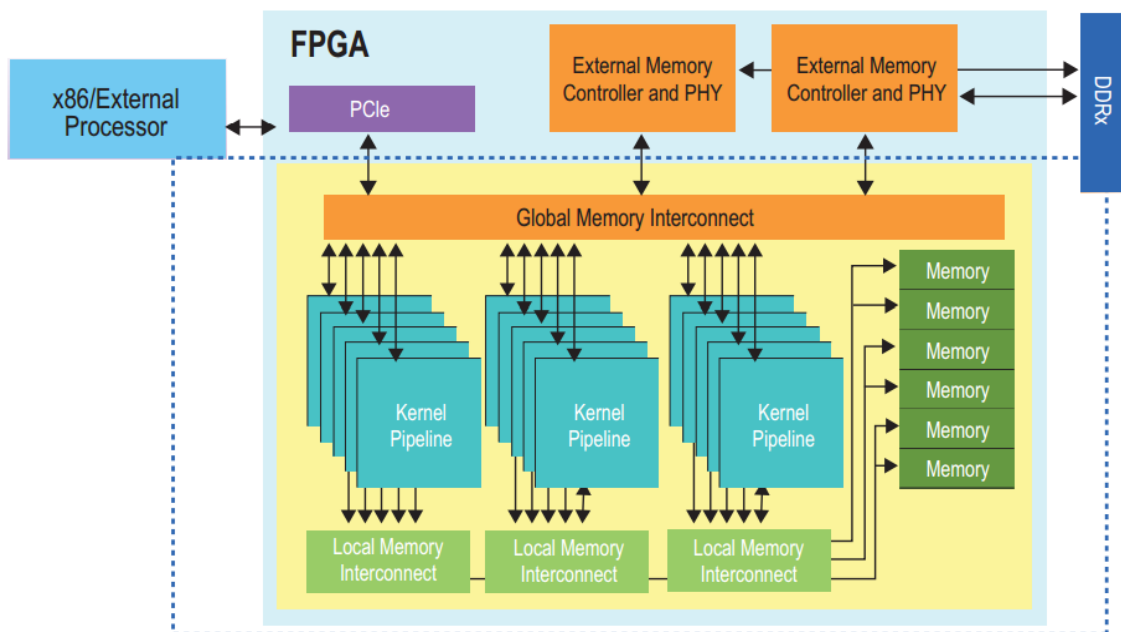 FPGA
x86/External
Processor
PCIe
External Memory
Controller and PHY
External Memory
Controller and PHY
DDRx
Global Memory Interconnect
Kernel
Pipeline
Kernel
Pipeline
Kernel
Pipeline
Memory
Memory
Memory
Memory
Memory
Memory
Local Memory
Interconnect
Local Memory
Interconnect
Local Memory
Interconnect